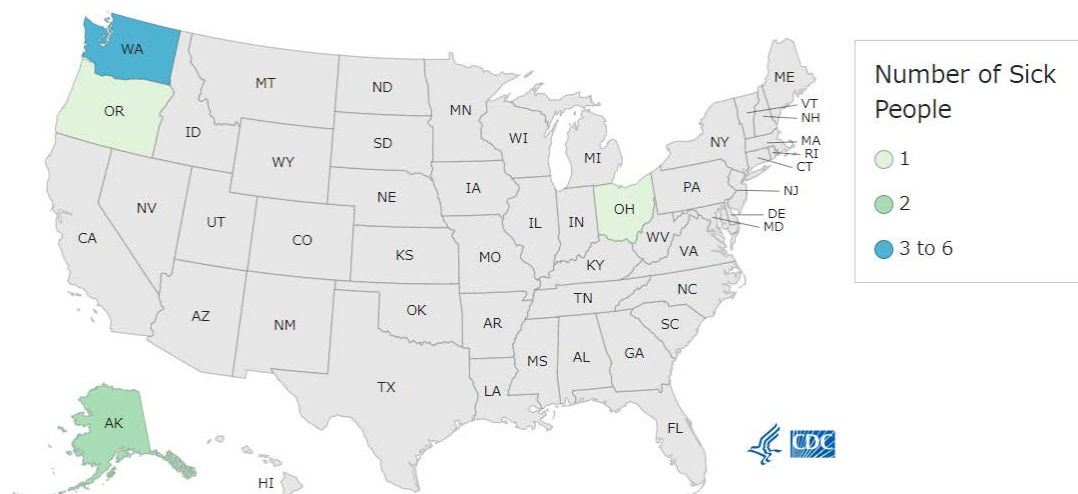 WA
MT
ND
MN
ME
OR
ID
SD
WI
VT
NH
WY
MI
NY
MA
RI
CT
NE
IA
PA
NJ
NV
UT
CO
IL
IN
OH
DE
MD
CA
KS
MO
WV
VA
KY
AZ
NM
OK
AR
TN
NC
SC
TX
LA
MS
AL
GA
FL
AK
HI
CDC
Number of Sick
People
1
2
3 to 6